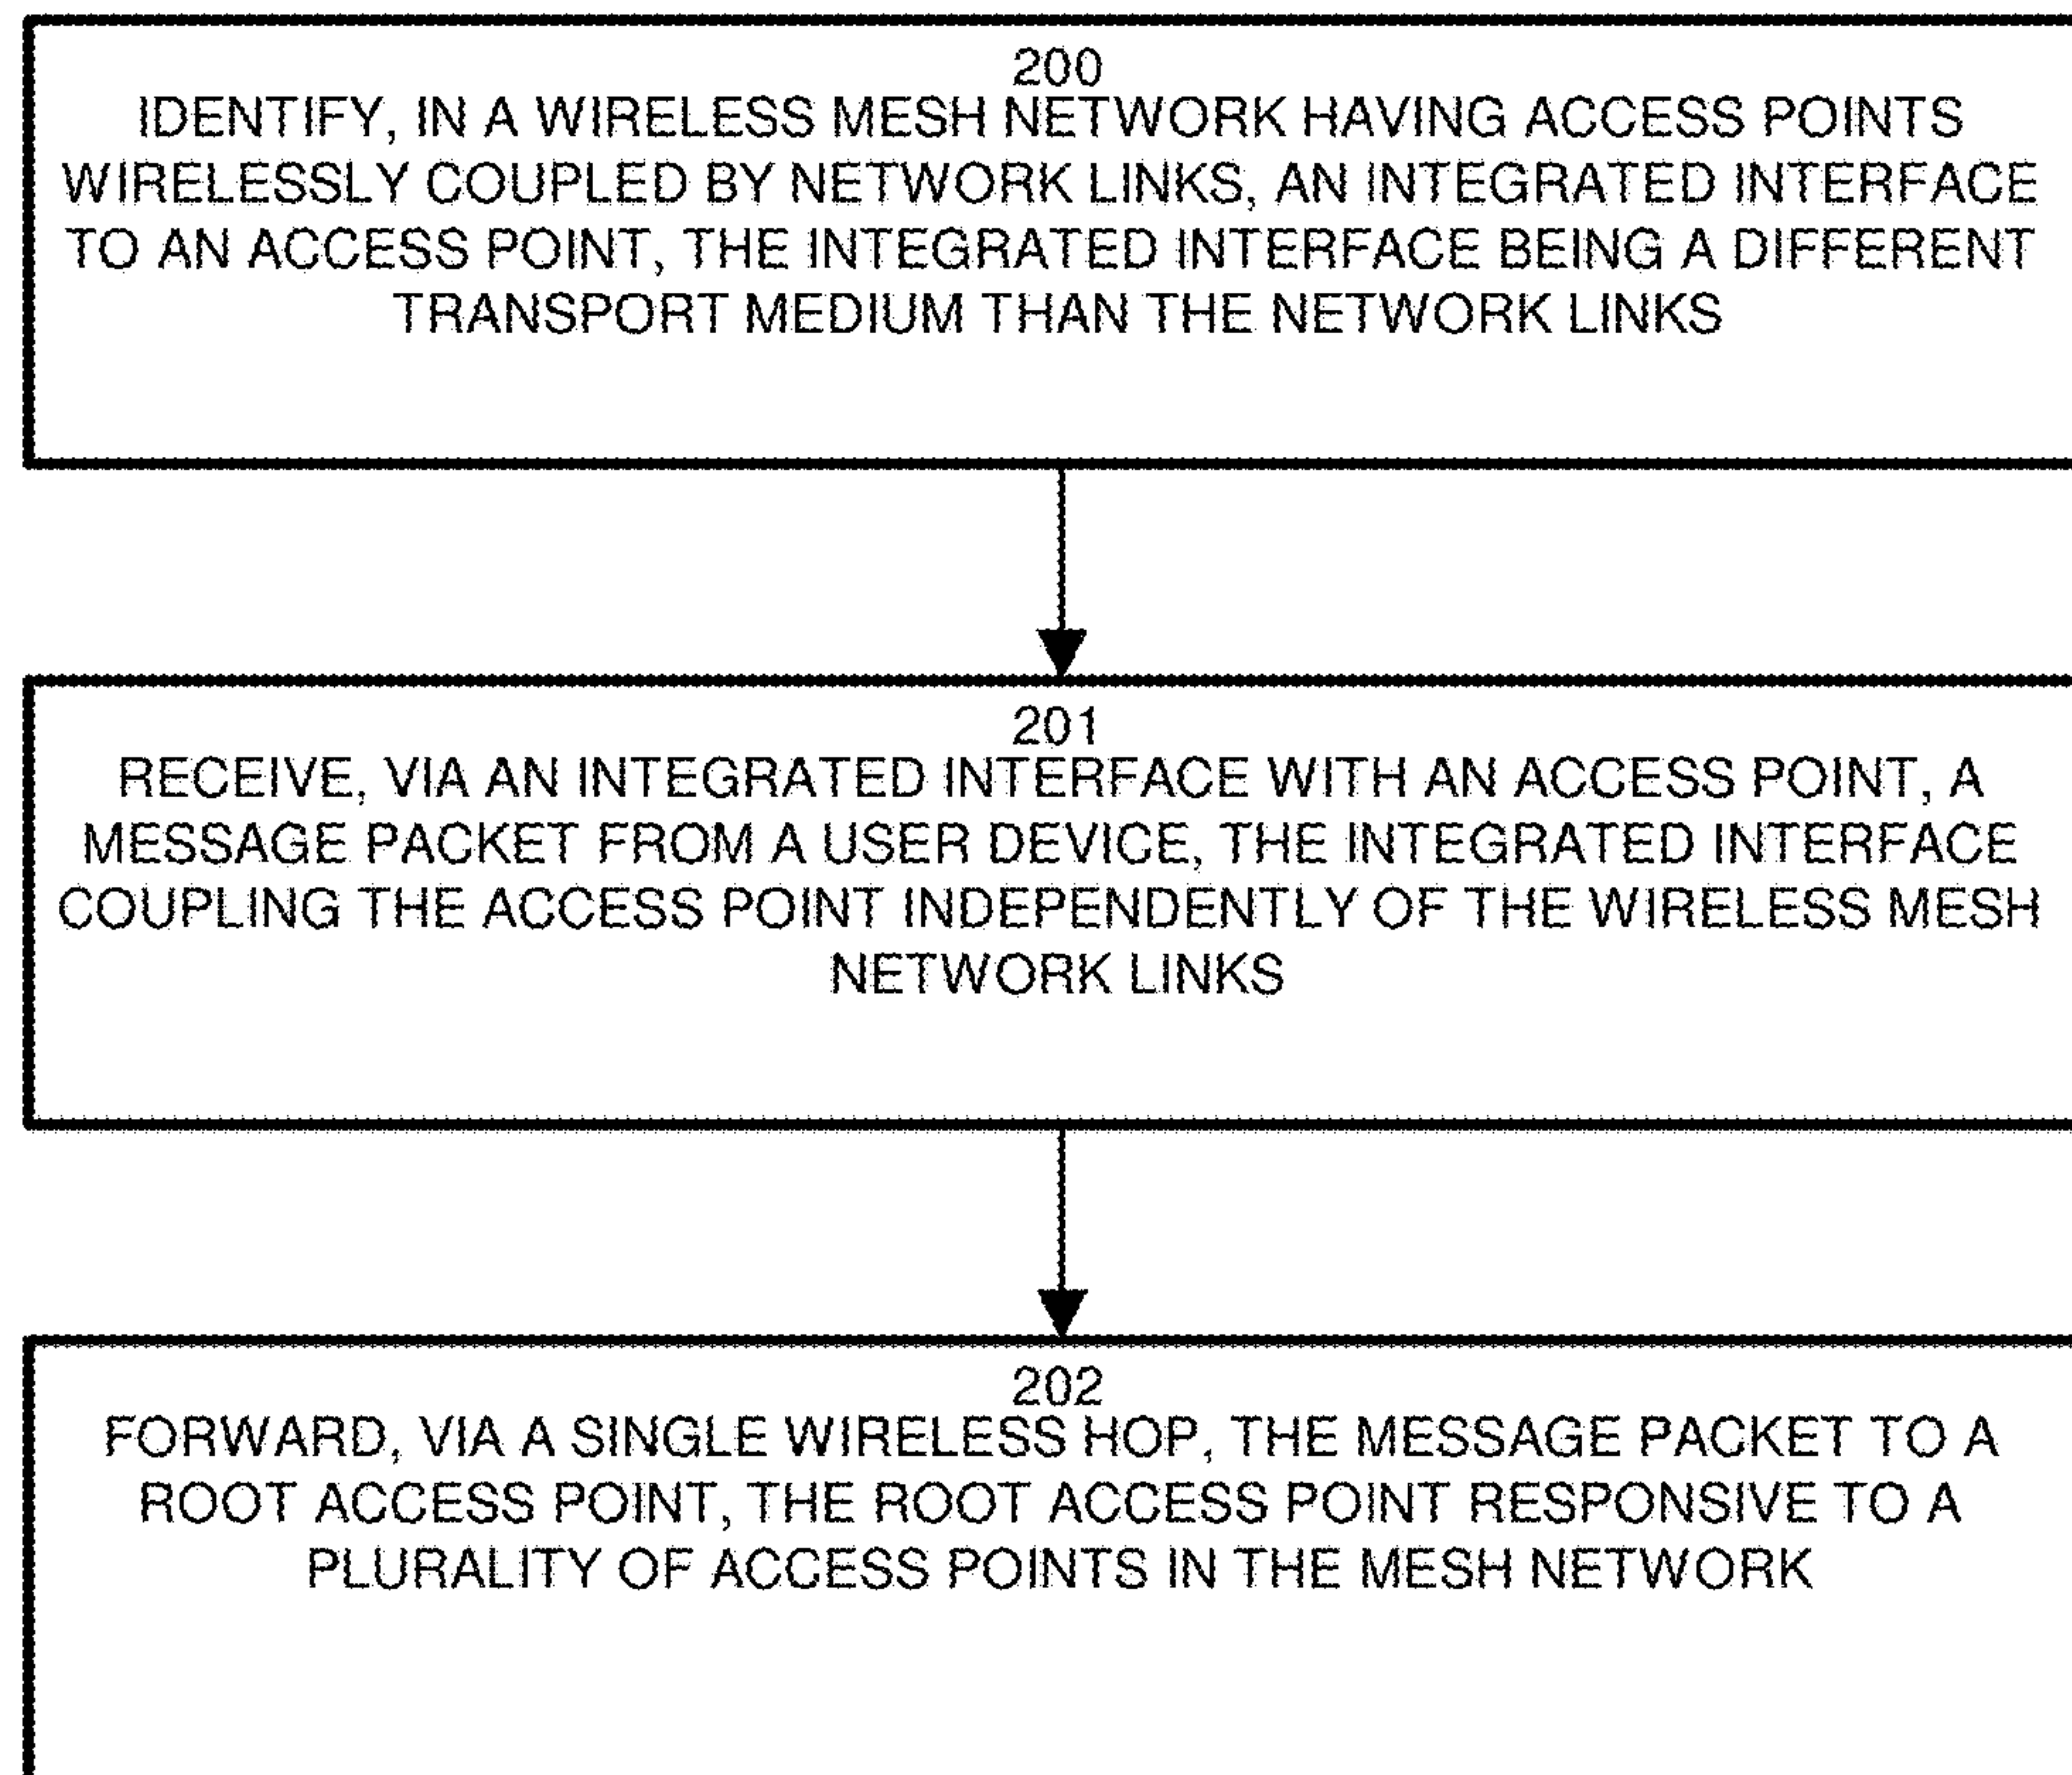 200
IDENTIFY, IN A WIRELESS MESH NETWORK HAVING ACCESS POINTS
WIRELESSLY COUPLED BY NETWORK LINKS, AN INTEGRATED INTERFACE
TO AN ACCESS POINT, THE INTEGRATED INTERFACE BEING A DIFFERENT
TRANSPORT MEDIUM THAN THE NETWORK LINKS
201
RECEIVE, VIA AN INTEGRATED INTERFACE WITH AN ACCESS POINT, A
MESSAGE PACKET FROM A USER DEVICE, THE INTEGRATED INTERFACE
COUPLING THE ACCESS POINT INDEPENDENTLY OF THE WIRELESS MESH
NETWORK LINKS
202
FORWARD, VIA A SINGLE WIRELESS HOP, THE MESSAGE PACKET TO A
ROOT ACCESS POINT, THE ROOT ACCESS POINT RESPONSIVE TO A
PLURALITY OF ACCESS POINTS IN THE MESH NETWORK